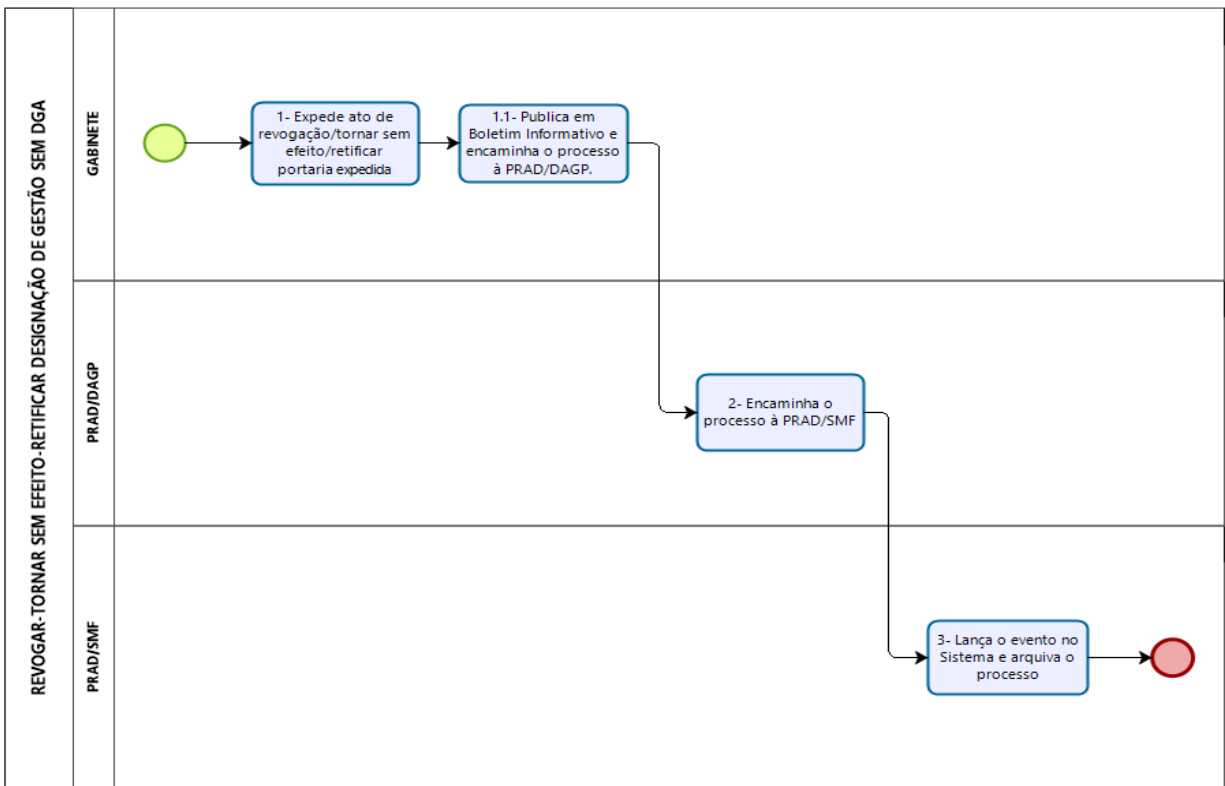 REVOGAR-TORNAR SEM EFEITO-RETIFICAR DESIGNAÇÃO DE GESTÃO SEM DGA
GABINETE
1- Expede ato de
revogação/tornar sem
efeito/retificar
portaria expedida
1.1- Publica em
Boletim Informativo e
encaminha o processo
à PRAD/DAGP.
PRAD/DAGP
2- Encaminha o
processo à PRAD/SMF
PRAD/SMF
3- Lança o evento no
Sistema e arquiva o
processo